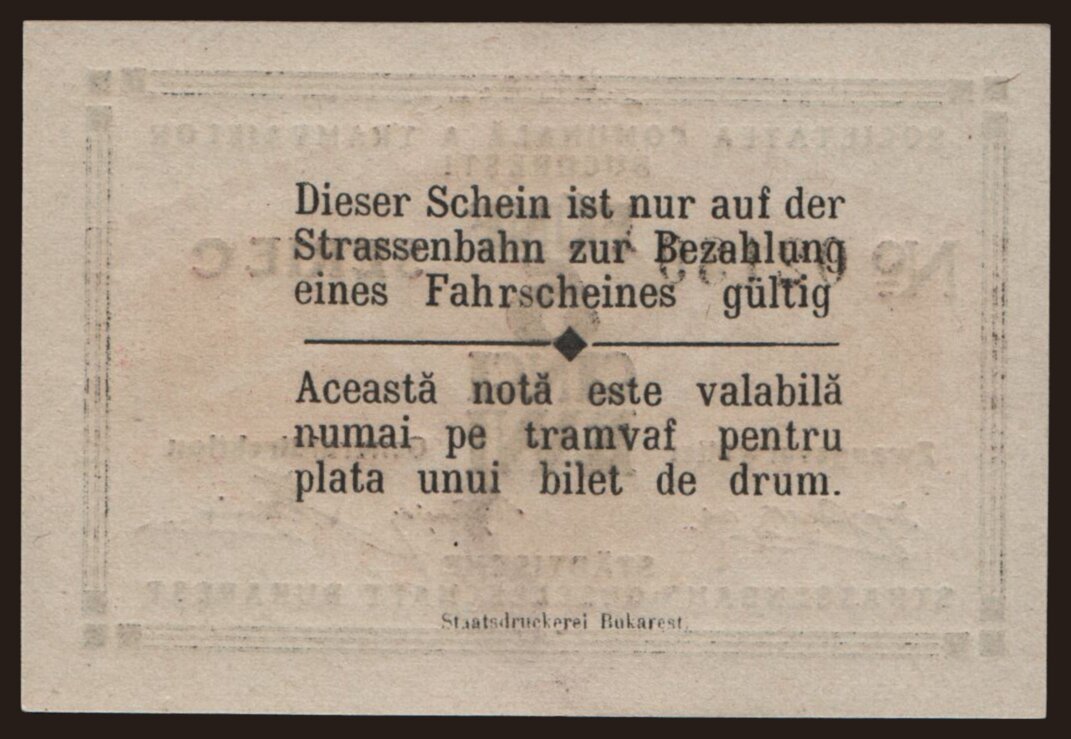 Dieser Schein ist nur auf der
Strassenbahn zur Bezahlung
eines Fahrscheines gültig
Această notă este valabilă
numai pe tramvaf pentru
plata unui bilet de drum.
Staatsdruckerei Bukarest.